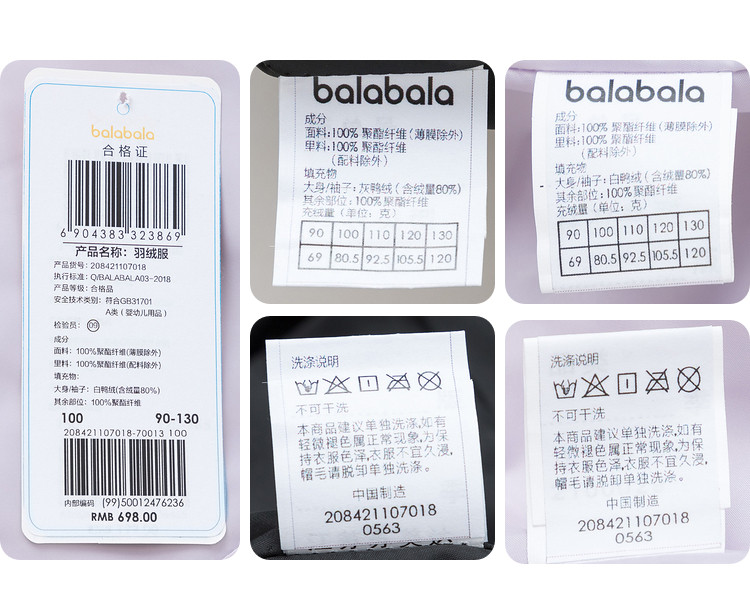 balabala
合格证
6 904383 323869
产品名称：羽绒服
产品货号：208421107018
执行标准：Q/BALABALA03-2018
产品等级：合格品
安全技术类别：符合GB31701
A类（婴幼儿用品）
检验员：09
成分
面料：100%聚酯纤维(薄膜除外)
里料：100%聚酯纤维(配料除外)
填充物：
大身/袖子：白鸭绒(含绒量80%)
其余部位：100%聚酯纤维
100 90-130
208421107018-70013 100
内部编码 (99)50012476236
RMB 698.00
balabala
成分
面料：100% 聚酯纤维（薄膜除外）
里料：100% 聚酯纤维
（配料除外）
填充物
大身/袖子：灰鸭绒（含绒量80%）
其余部位：100%聚酯纤维
充绒量（单位：克）
90 100 110 120 130
69 80.5 92.5 105.5 120
balabala
成分
面料：100% 聚酯纤维（薄膜除外）
里料：100% 聚酯纤维
（配料除外）
填充物
大身/袖子：白鸭绒（含绒量80%）
其余部位：100%聚酯纤维
充绒量（单位：克）
90 100 110 120 130
69 80.5 92.5 105.5 120
洗涤说明
不可干洗
本商品建议单独洗涤,如有
轻微褪色属正常现象,为保
持衣服色泽,衣服不宜久浸,
帽毛请脱卸单独洗涤。
中国制造
208421107018
0563
洗涤说明
不可干洗
本商品建议单独洗涤,如有
轻微褪色属正常现象,为保
持衣服色泽,衣服不宜久浸,
帽毛请脱卸单独洗涤。
中国制造
208421107018
0563